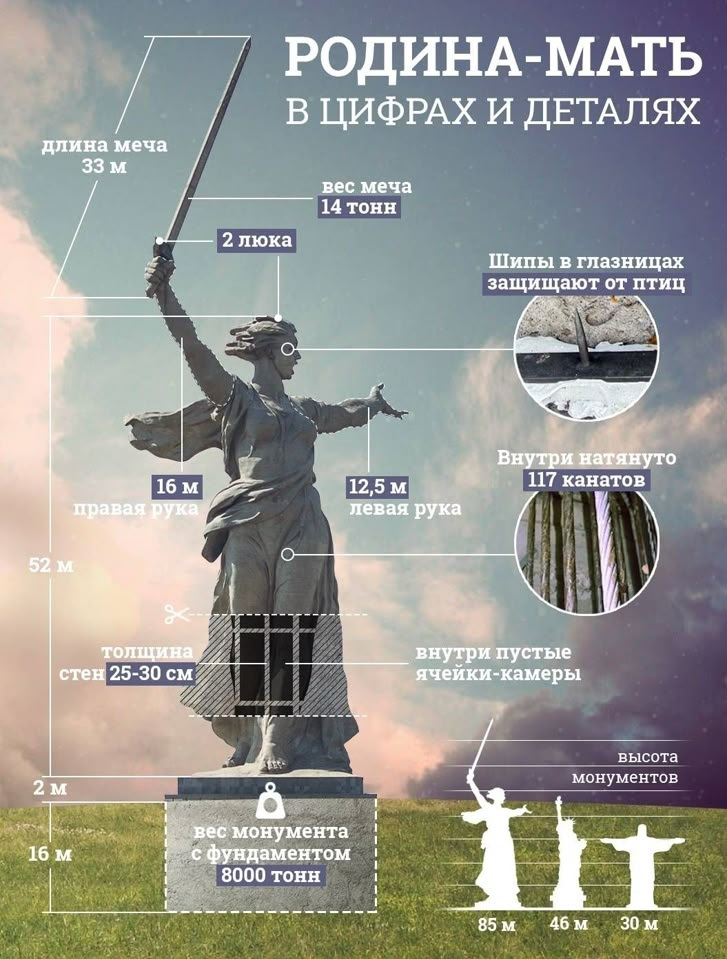 РОДИНА-МАТЬ
В ЦИФРАХ И ДЕТАЛЯХ
длина меча
33 м
вес меча
14 тонн
2 люка
Шипы в глазницах
защищают от птиц
Внутри натянуто
117 канатов
16 м
правая рука
12,5 м
левая рука
52 м
толщина
стен 25-30 см
внутри пустые
ячейки-камеры
высота
монументов
2 м
вес монумента
с фундаментом
8000 тонн
16 м
85 м
46 м
30 м